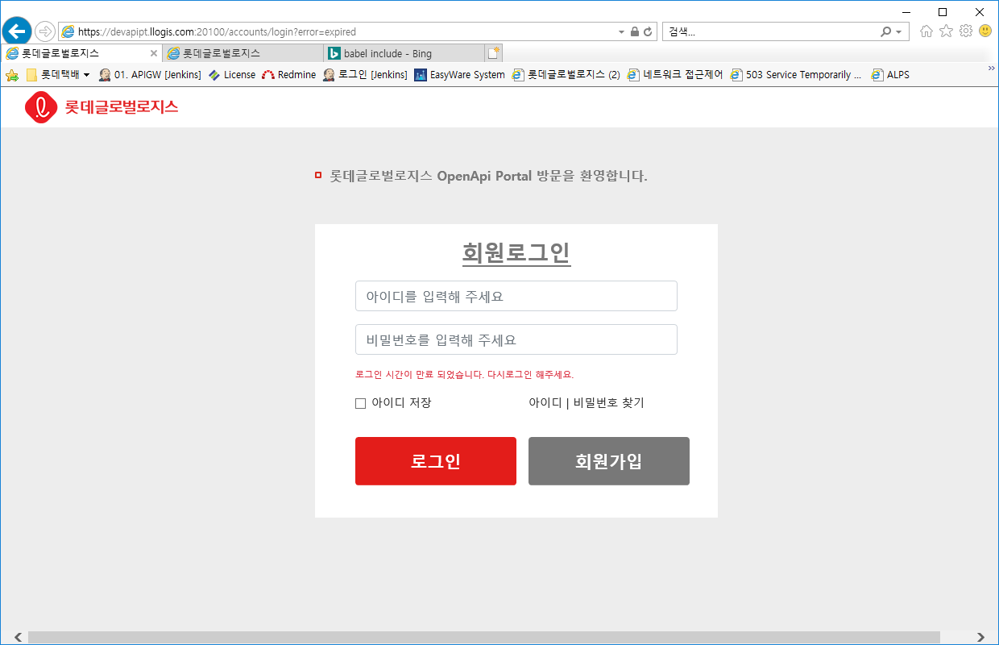 https://devapipt.llogis.com:20100/accounts/login?error=expired
검색...
롯데글로벌로지스
롯데글로벌로지스
babel include - Bing
롯데택배
01. APIGW [Jenkins]
License
Redmine
로그인 [Jenkins]
EasyWare System
롯데글로벌로지스 (2)
네트워크 접근제어
503 Service Temporarily ...
ALPS
롯데글로벌로지스
롯데글로벌로지스 OpenApi Portal 방문을 환영합니다.
회원로그인
아이디를 입력해 주세요
비밀번호를 입력해 주세요
로그인 시간이 만료 되었습니다. 다시로그인 해주세요.
아이디 저장
아이디 | 비밀번호 찾기
로그인
회원가입